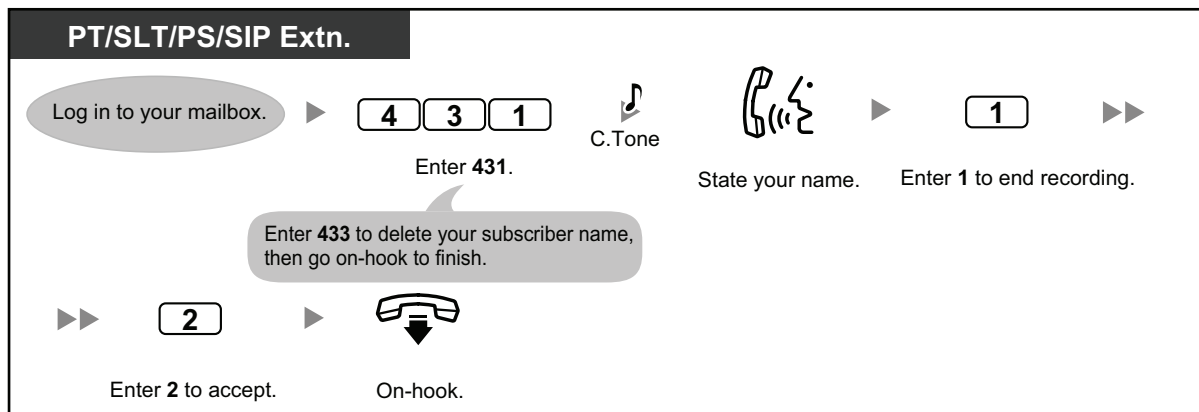 PT/SLT/PS/SIP Extn.
Log in to your mailbox.
4 3 1
C.Tone
Enter 431.
State your name.
1
Enter 1 to end recording.
Enter 433 to delete your subscriber name,
then go on-hook to finish.
2
Enter 2 to accept.
On-hook.